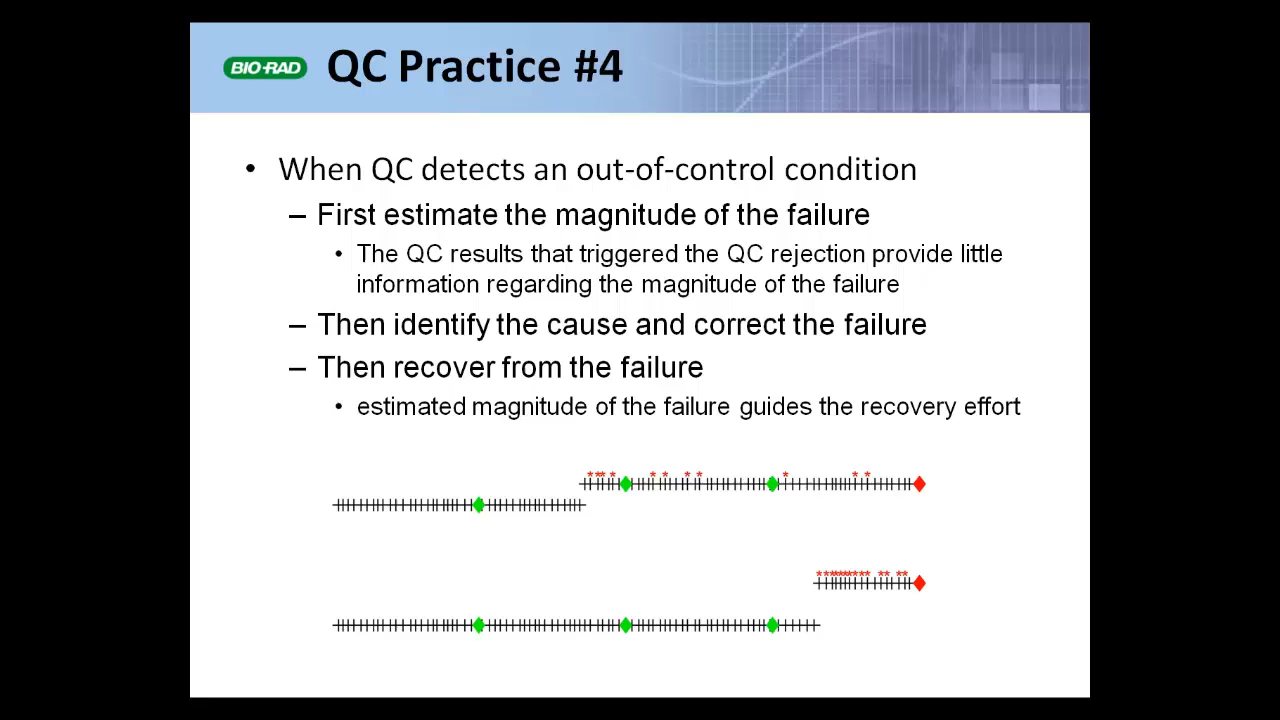 BIO-RAD QC Practice #4
• When QC detects an out-of-control condition
– First estimate the magnitude of the failure
• The QC results that triggered the QC rejection provide little
information regarding the magnitude of the failure
– Then identify the cause and correct the failure
– Then recover from the failure
• estimated magnitude of the failure guides the recovery effort